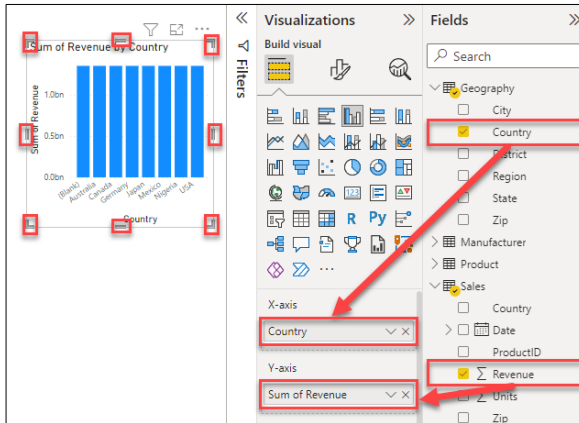 Sum of Revenue by Country
Sum of Revenue
1.0bn
0.5bn
0.0bn
(Blank)
Australia
Canada
Germany
Japan
Mexico
Nigeria
USA
Country
Filters
Visualizations
Build visual
123
R
Py
X-axis
Country
Y-axis
Sum of Revenue
Fields
Search
Geography
City
Country
District
Region
State
Zip
Manufacturer
Product
Sales
Country
Date
ProductID
Revenue
Units
Zip